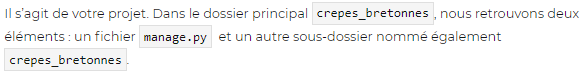 Il s'agit de votre projet. Dans le dossier principal crepes_bretonnes , nous retrouvons deux
éléments : un fichier manage.py et un autre sous-dossier nommé également
crepes_bretonnes .